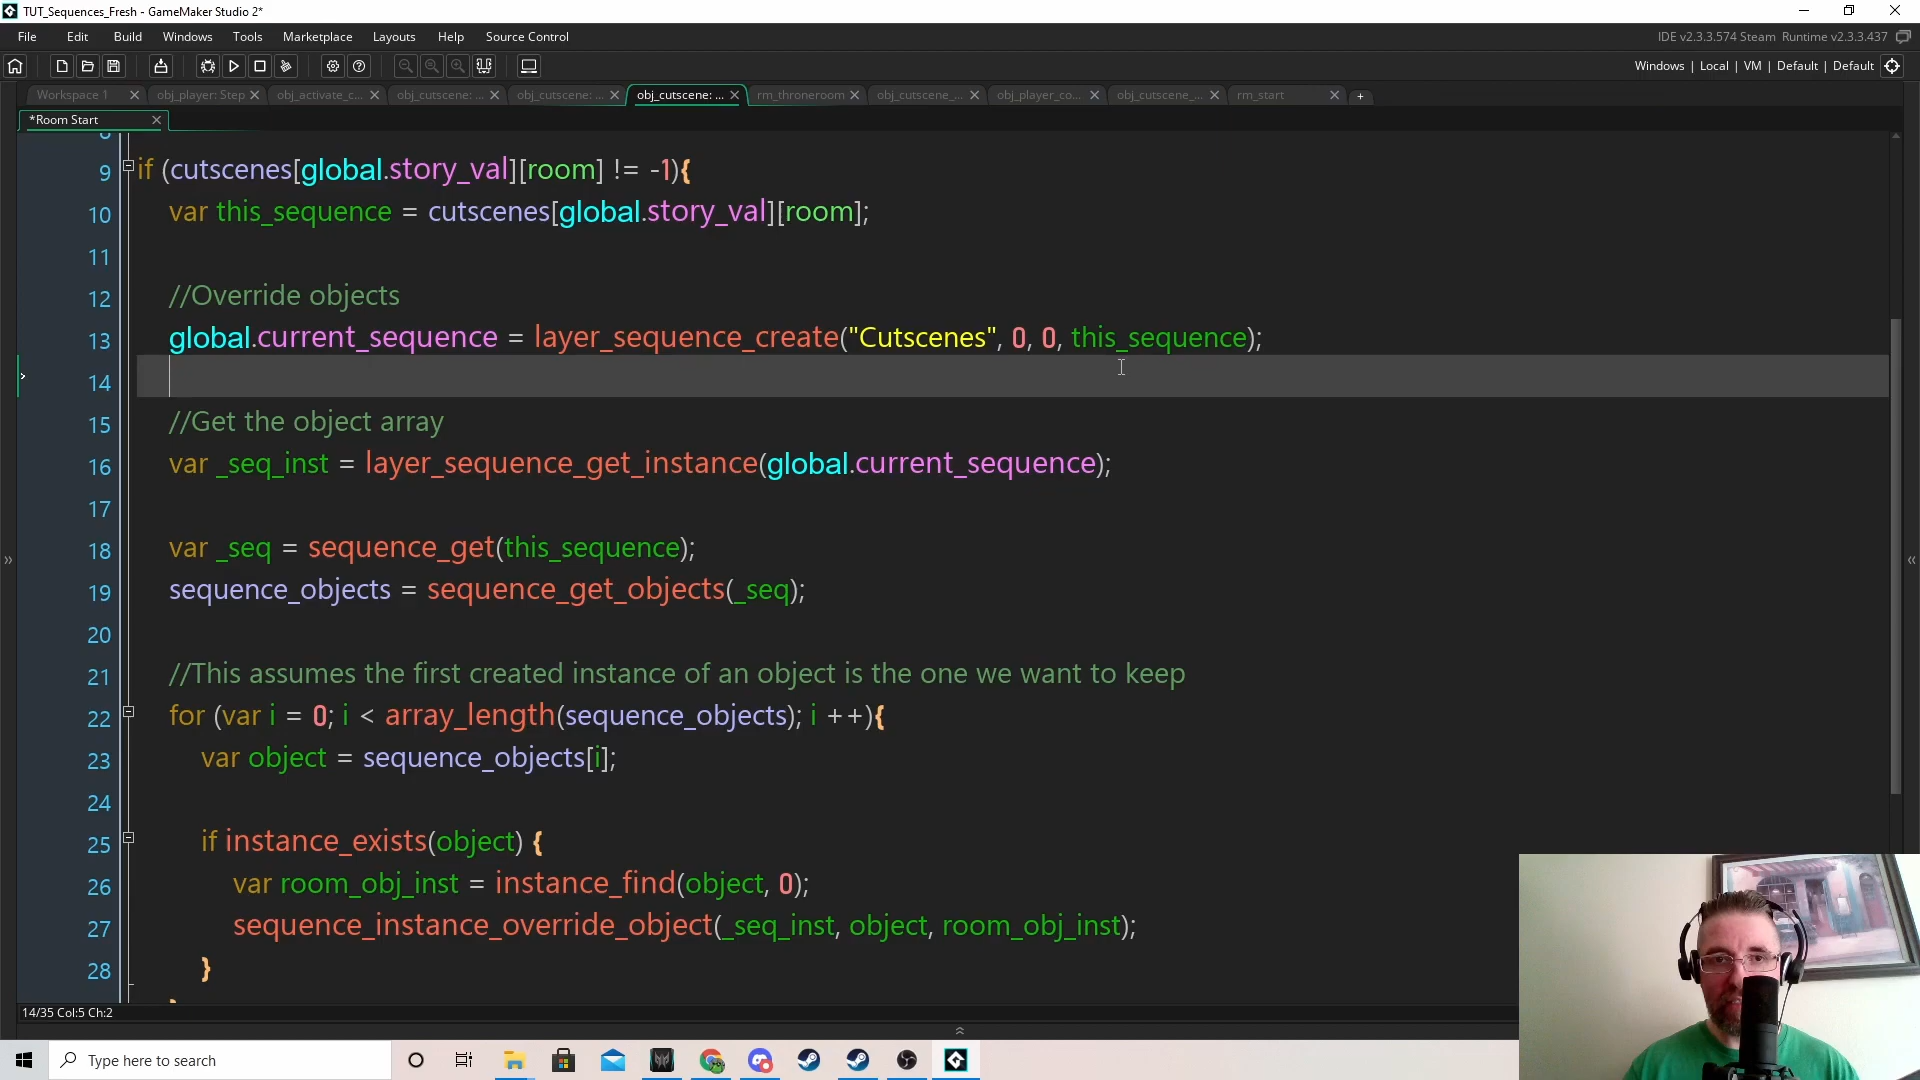 TUT_Sequences_Fresh - GameMaker Studio 2*
File Edit Build Windows Tools Marketplace Layouts Help Source Control
IDE v2.3.3.574 Steam Runtime v2.3.3.437
Windows | Local | VM | Default | Default
Workspace 1 obj_player: Step obj_activate_c... obj_cutscene: ... obj_cutscene: ... obj_cutscene: ... rm_throneroom obj_cutscene_... obj_player_co... obj_cutscene_... rm_start +
*Room Start
9 if (cutscenes[global.story_val][room] != -1){
10 var this_sequence = cutscenes[global.story_val][room];
11
12 //Override objects
13 global.current_sequence = layer_sequence_create("Cutscenes", 0, 0, this_sequence);
14
15 //Get the object array
16 var _seq_inst = layer_sequence_get_instance(global.current_sequence);
17
18 var _seq = sequence_get(this_sequence);
19 sequence_objects = sequence_get_objects(_seq);
20
21 //This assumes the first created instance of an object is the one we want to keep
22 for (var i = 0; i < array_length(sequence_objects); i ++){
23 var object = sequence_objects[i];
24
25 if instance_exists(object) {
26 var room_obj_inst = instance_find(object, 0);
27 sequence_instance_override_object(_seq_inst, object, room_obj_inst);
28 }
14/35 Col:5 Ch:2
Type here to search